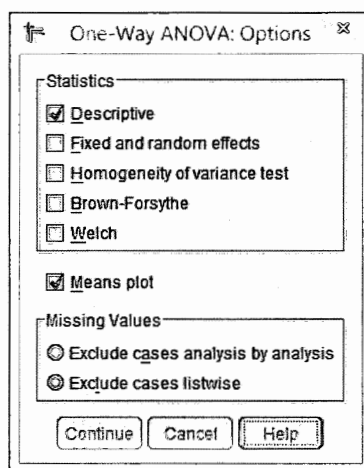 One-Way ANOVA: Options
Statistics
Descriptive
Fixed and random effects
Homogeneity of variance test
Brown-Forsythe
Welch
Means plot
Missing Values
Exclude cases analysis by analysis
Exclude cases listwise
Continue Cancel Help